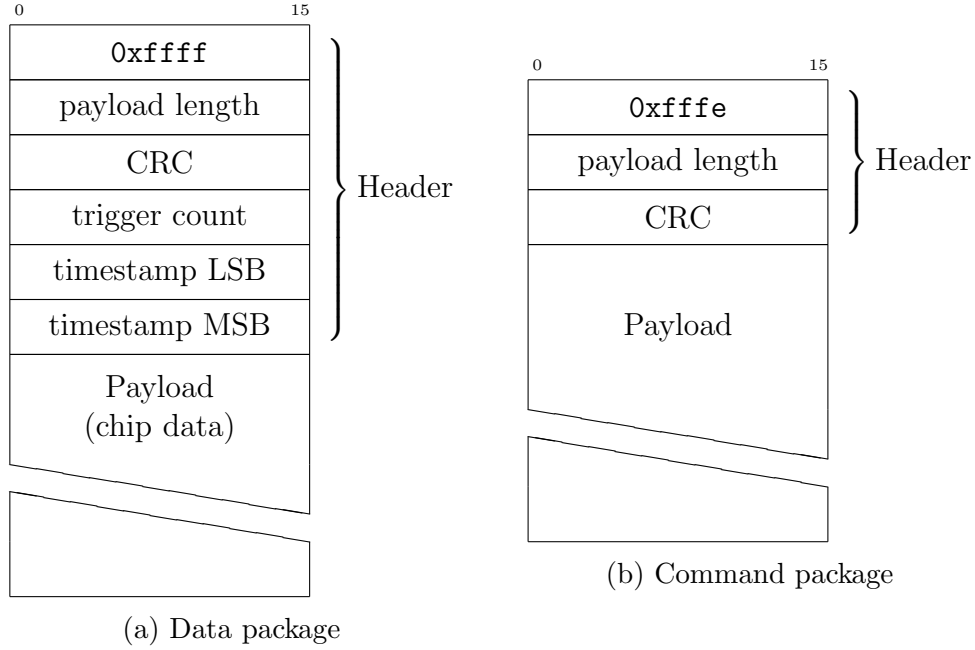 0 15
0xffff
payload length
CRC
trigger count
timestamp LSB
timestamp MSB
Header
Payload
(chip data)
(a) Data package
0 15
0xfffe
payload length
CRC
Header
Payload
(b) Command package